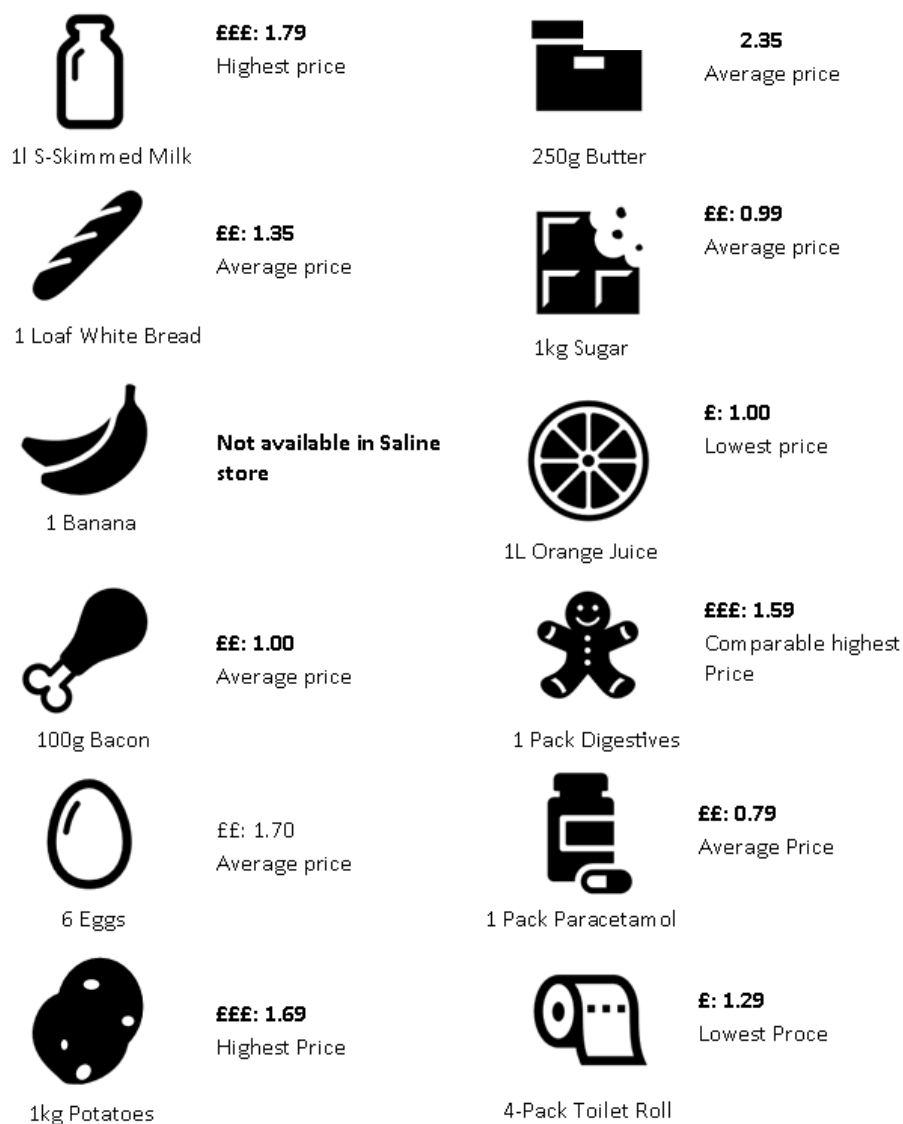 £££: 1.79
Highest price
1l S-Skimmed Milk
2.35
Average price
250g Butter
££: 1.35
Average price
1 Loaf White Bread
££: 0.99
Average price
1kg Sugar
Not available in Saline
store
1 Banana
£: 1.00
Lowest price
1L Orange Juice
££: 1.00
Average price
100g Bacon
£££: 1.59
Comparable highest
Price
1 Pack Digestives
££: 1.70
Average price
6 Eggs
££: 0.79
Average Price
1 Pack Paracetamol
£££: 1.69
Highest Price
1kg Potatoes
£: 1.29
Lowest Proce
4-Pack Toilet Roll